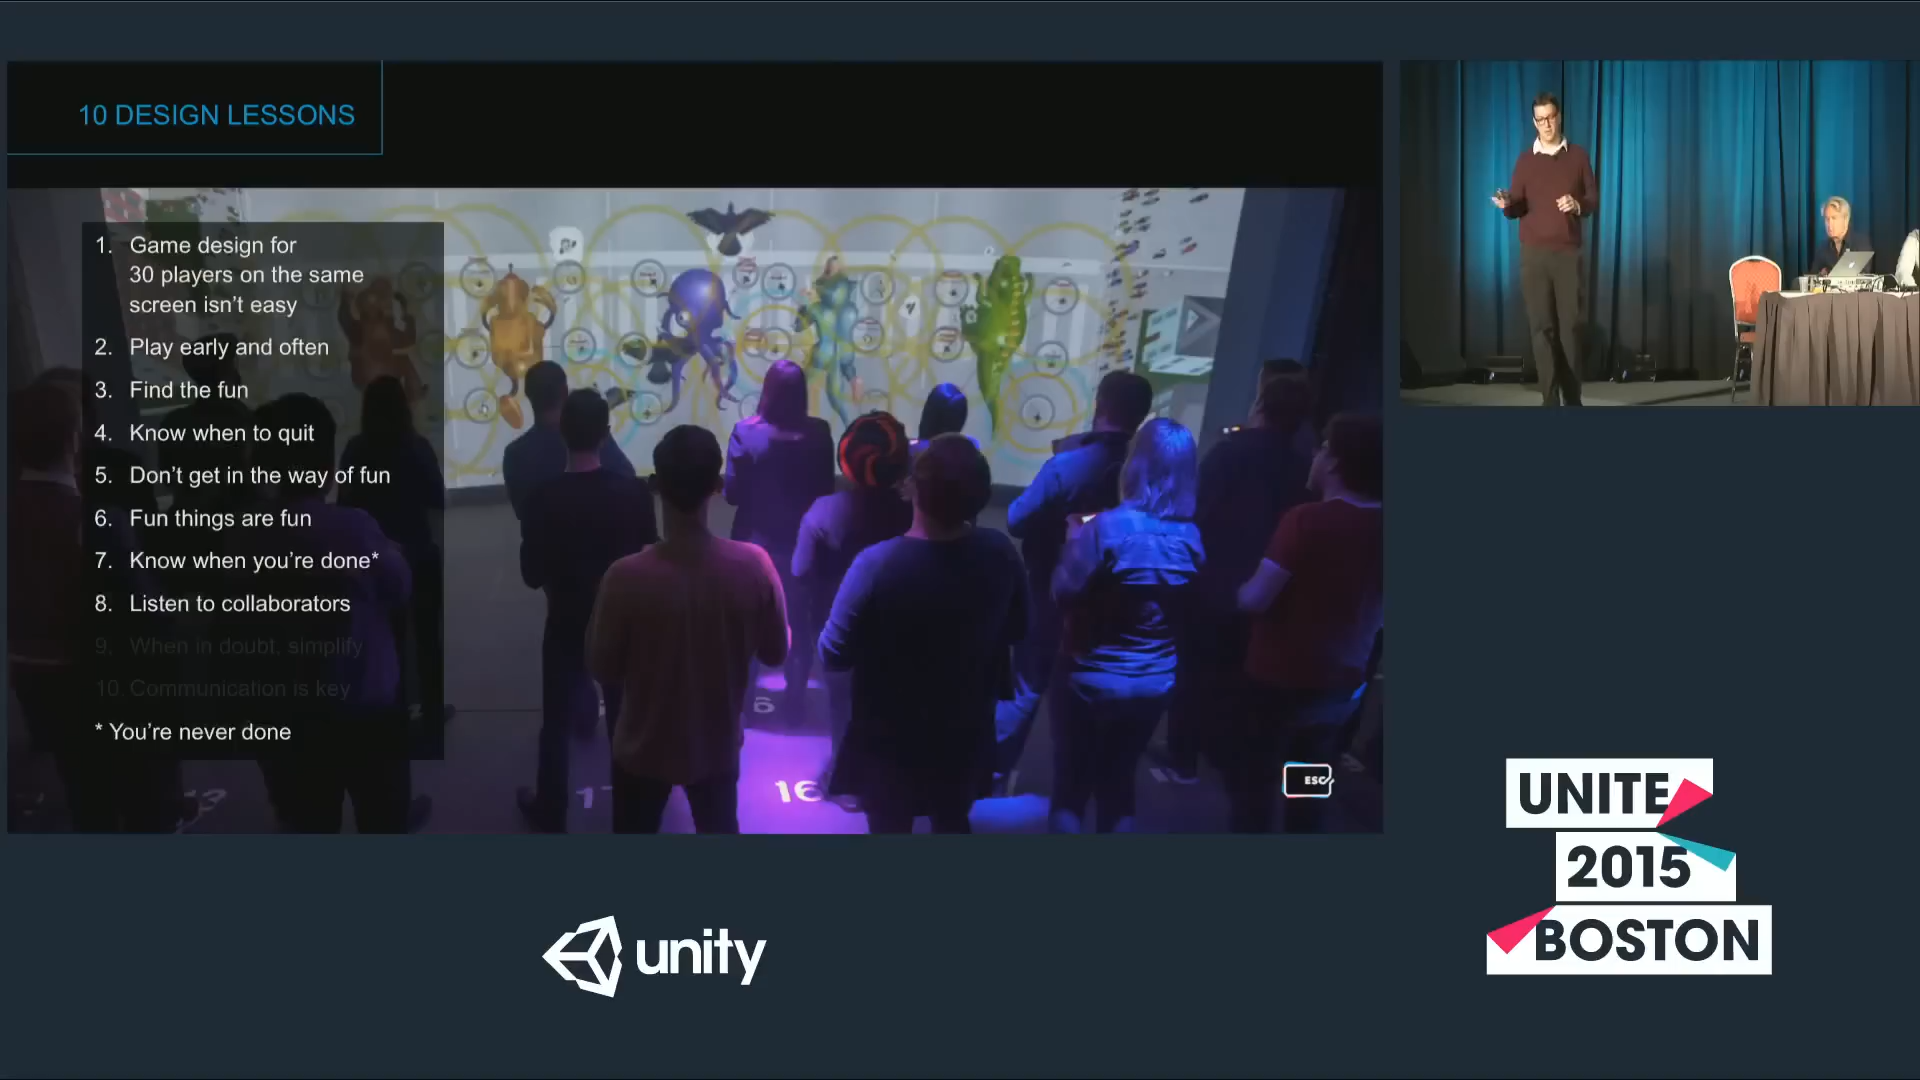 10 DESIGN LESSONS
1. Game design for
30 players on the same
screen isn't easy
2. Play early and often
3. Find the fun
4. Know when to quit
5. Don't get in the way of fun
6. Fun things are fun
7. Know when you're done*
8. Listen to collaborators
9. When in doubt, simplify
10. Communication is key
* You're never done
6
16
ESC
unity
UNITE
2015
BOSTON